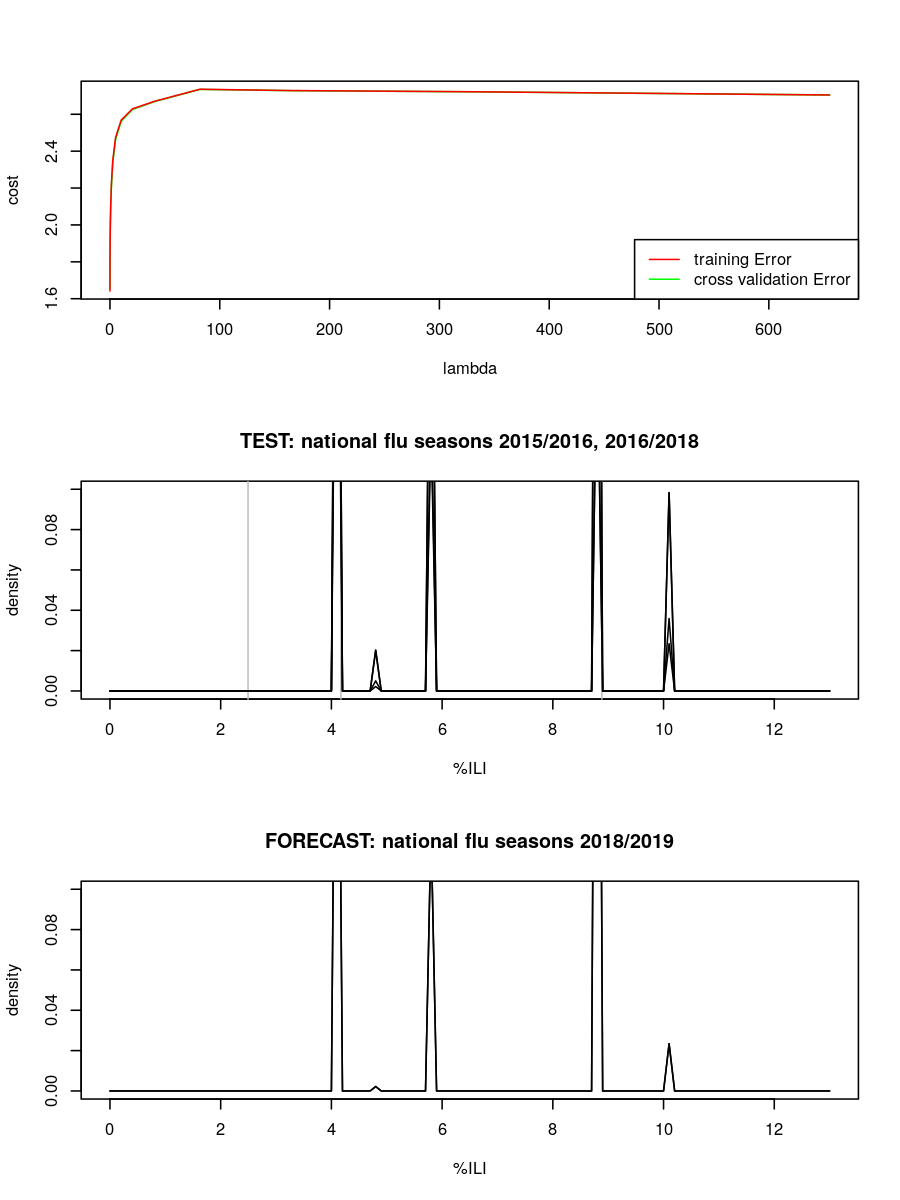 cost
1.6
2.0
2.4
training Error
cross validation Error
0 100 200 300 400 500 600
lambda
TEST: national flu seasons 2015/2016, 2016/2018
density
0.00
0.04
0.08
0 2 4 6 8 10 12
%ILI
FORECAST: national flu seasons 2018/2019
density
0.00
0.04
0.08
0 2 4 6 8 10 12
%ILI